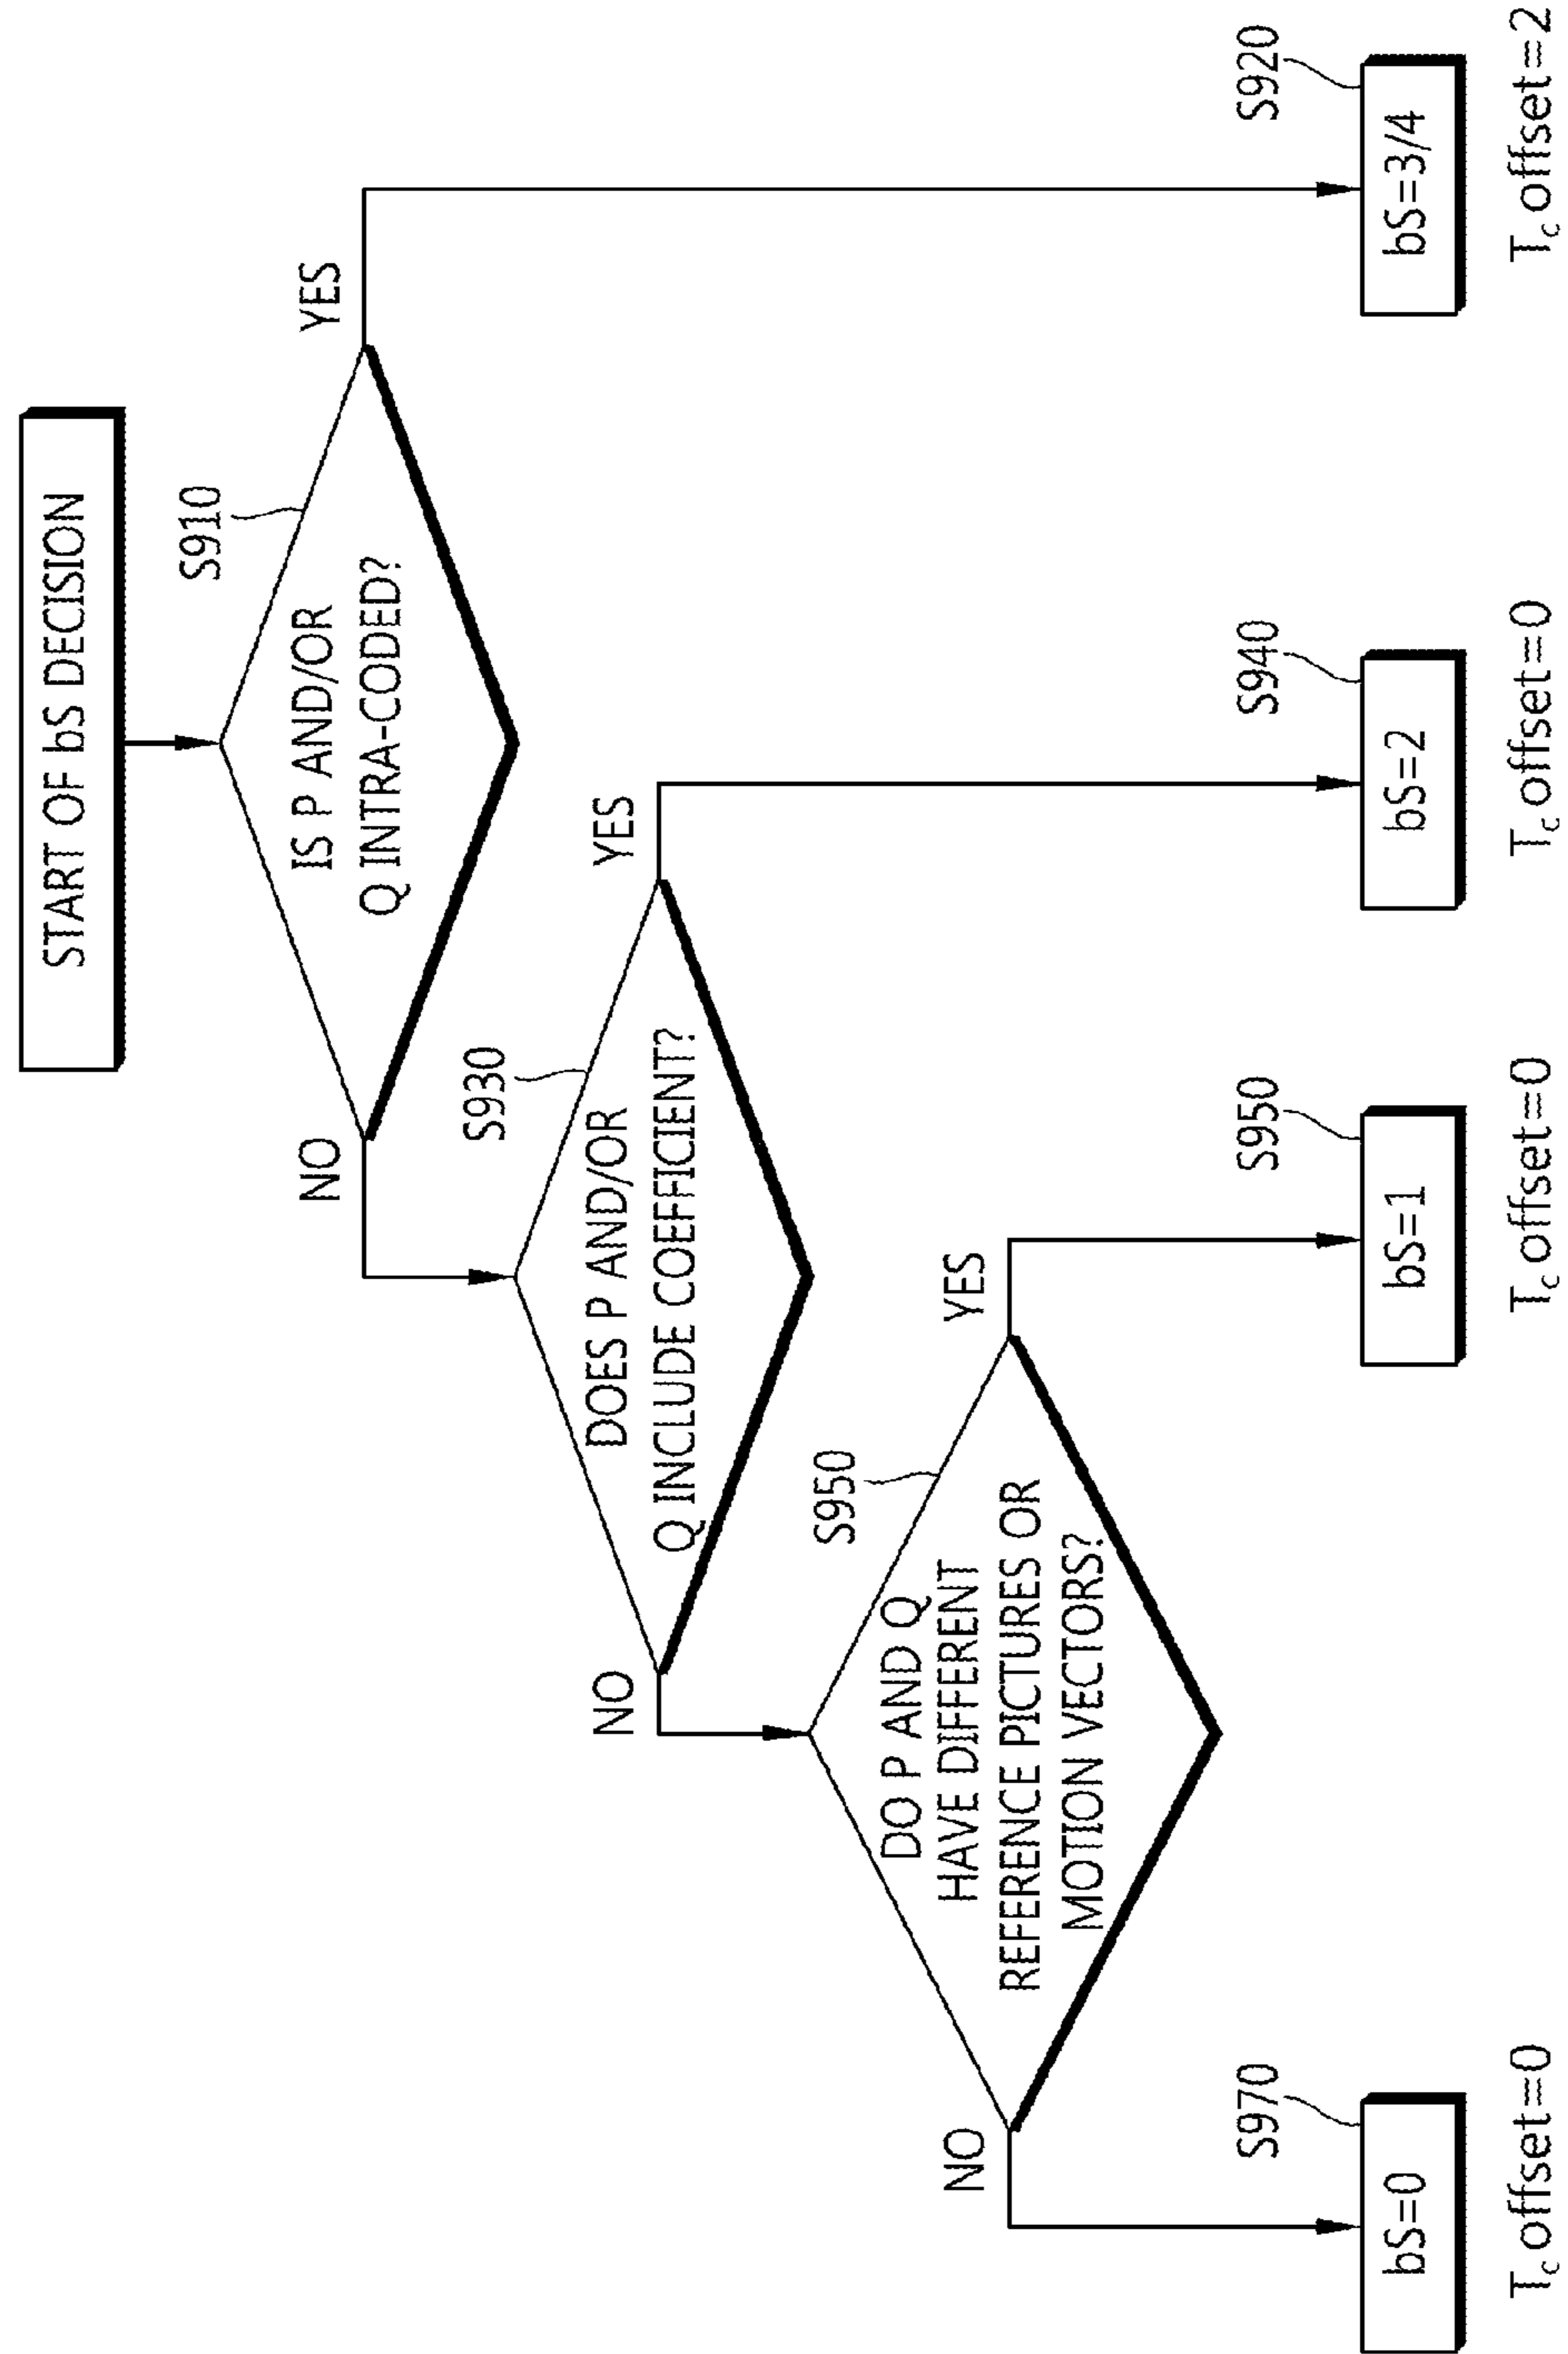 START OF bS DECISION
S910
IS P AND/OR
Q INTRA-CODED?
NO
YES
S930
DOES P AND/OR
Q INCLUDE COEFFICIENT?
NO
YES
S950
DO P AND Q
HAVE DIFFERENT
REFERENCE PICTURES OR
MOTION VECTORS?
NO
YES
S970
bS=0
Tc offset=0
S950
bS=1
Tc offset=0
S940
bS=2
Tc offset=0
S920
bS=3/4
Tc offset=2